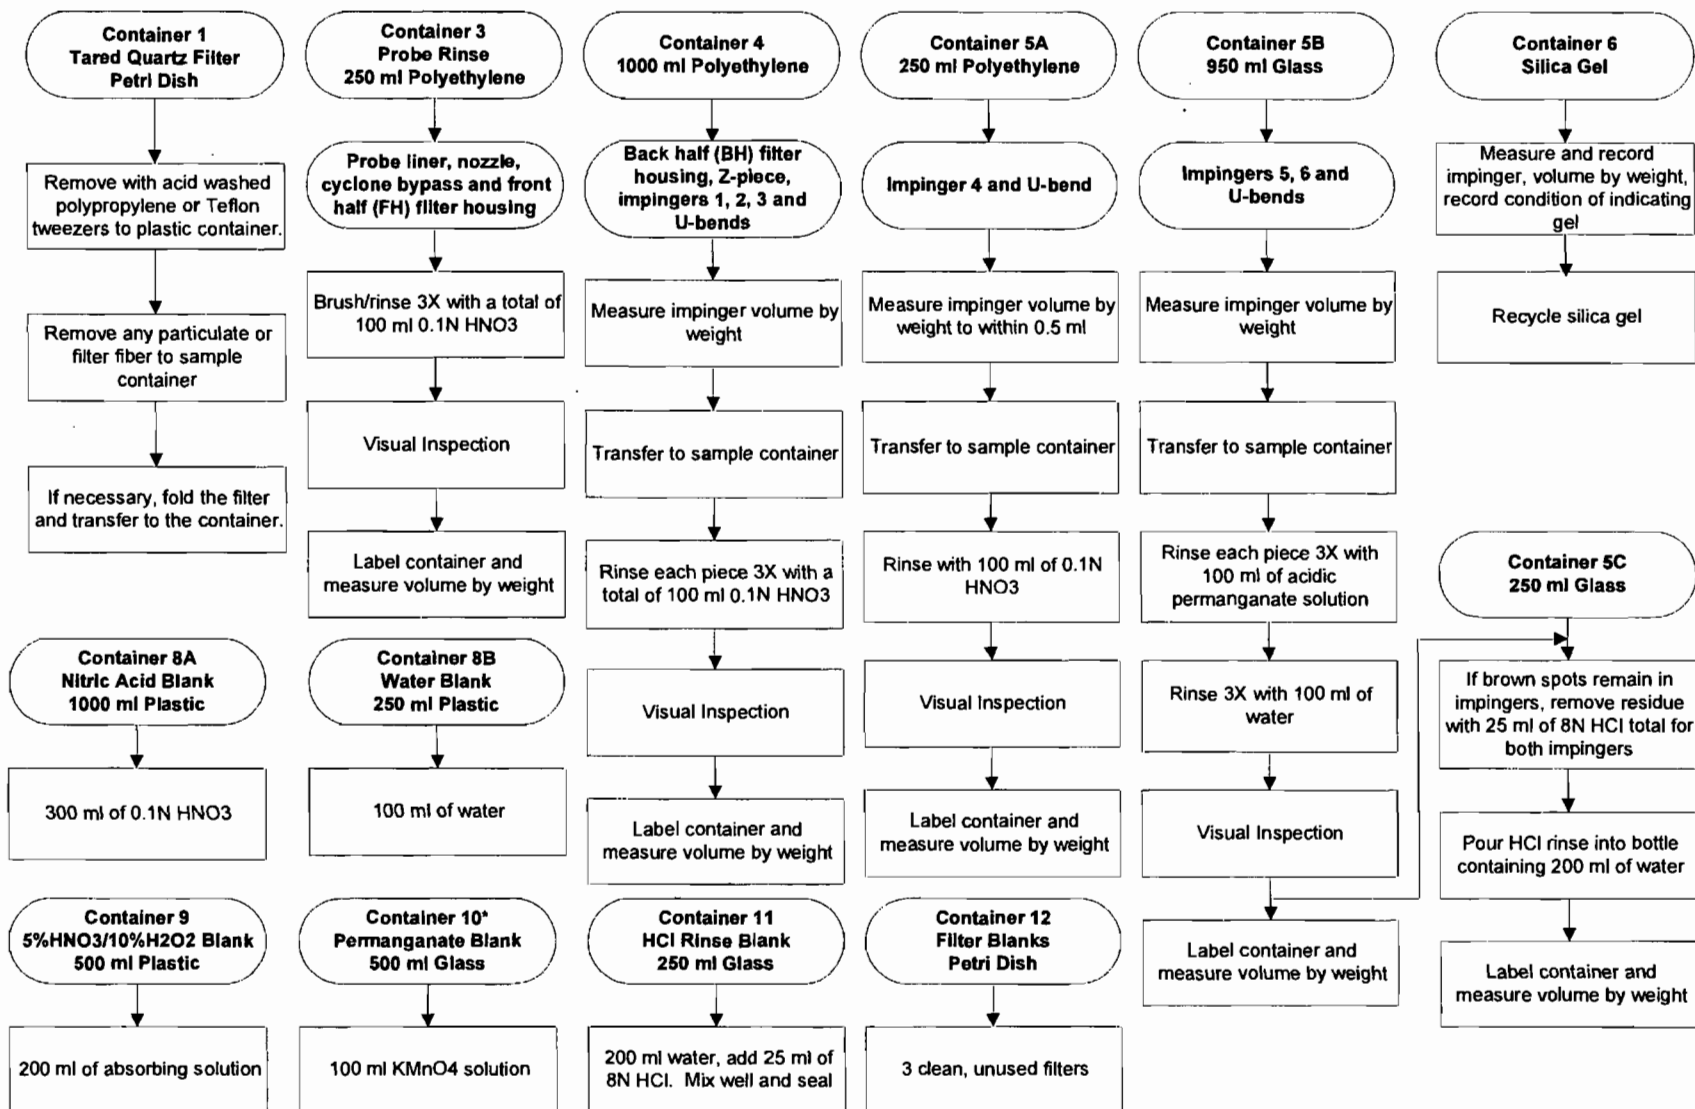 Container 1
Tared Quartz Filter
Petri Dish
Remove with acid washed
polypropylene or Teflon
tweezers to plastic container.
Remove any particulate or
filter fiber to sample
container
If necessary, fold the filter
and transfer to the container.
Container 3
Probe Rinse
250 ml Polyethylene
Probe liner, nozzle,
cyclone bypass and front
half (FH) filter housing
Brush/rinse 3X with a total of
100 ml 0.1N HNO3
Visual Inspection
Label container and
measure volume by weight
Container 4
1000 ml Polyethylene
Back half (BH) filter
housing, Z-piece,
impingers 1, 2, 3 and
U-bends
Measure impinger volume by
weight
Transfer to sample container
Rinse each piece 3X with a
total of 100 ml 0.1N HNO3
Visual Inspection
Label container and
measure volume by weight
Container 5A
250 ml Polyethylene
Impinger 4 and U-bend
Measure impinger volume by
weight to within 0.5 ml
Transfer to sample container
Rinse with 100 ml of 0.1N
HNO3
Visual Inspection
Label container and
measure volume by weight
Container 5B
950 ml Glass
Impingers 5, 6 and
U-bends
Measure impinger volume by
weight
Transfer to sample container
Rinse each piece 3X with
100 ml of acidic
permanganate solution
Rinse 3X with 100 ml of
water
Visual Inspection
Label container and
measure volume by weight
Container 6
Silica Gel
Measure and record
impinger, volume by weight,
record condition of indicating
gel
Recycle silica gel
Container 5C
250 ml Glass
If brown spots remain in
impingers, remove residue
with 25 ml of 8N HCl total for
both impingers
Pour HCl rinse into bottle
containing 200 ml of water
Label container and
measure volume by weight
Container 8A
Nitric Acid Blank
1000 ml Plastic
300 ml of 0.1N HNO3
Container 8B
Water Blank
250 ml Plastic
100 ml of water
Container 9
5%HNO3/10%H2O2 Blank
500 ml Plastic
200 ml of absorbing solution
Container 10*
Permanganate Blank
500 ml Glass
100 ml KMnO4 solution
Container 11
HCl Rinse Blank
250 ml Glass
200 ml water, add 25 ml of
8N HCl. Mix well and seal
Container 12
Filter Blanks
Petri Dish
3 clean, unused filters